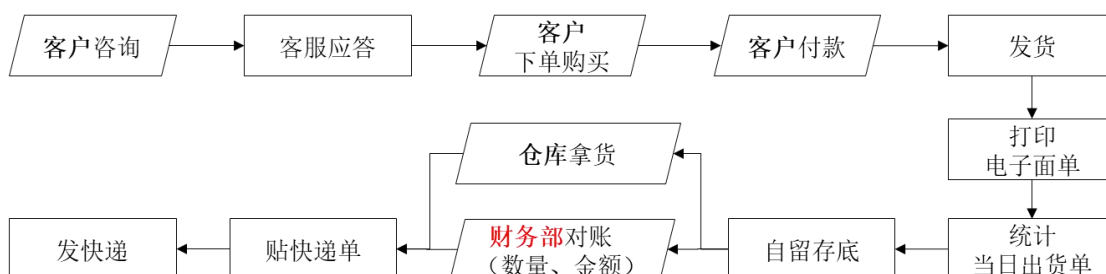 客户咨询
客服应答
客户
下单购买
客户付款
发货
打印
电子面单
仓库拿货
发快递
贴快递单
财务部对账
（数量、金额）
自留存底
统计
当日出货单